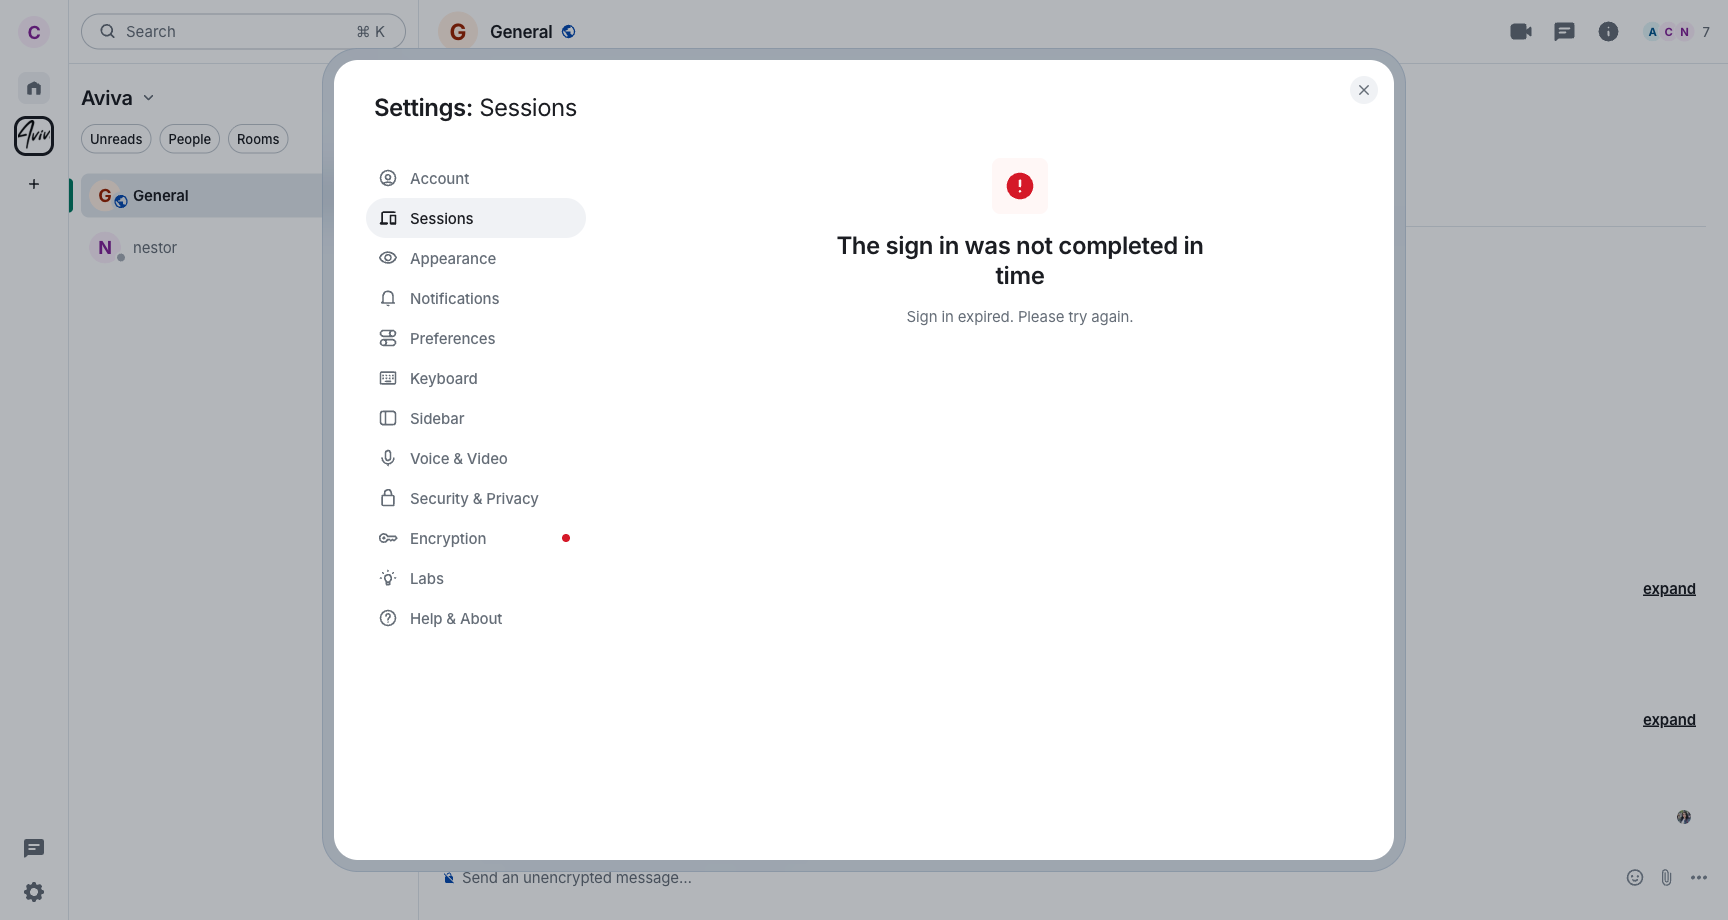 C
Search
⌘ K
G
General
A C N 7
Aviva
Unreads
People
Rooms
G
General
N
nestor
Settings: Sessions
Account
Sessions
Appearance
Notifications
Preferences
Keyboard
Sidebar
Voice & Video
Security & Privacy
Encryption
Labs
Help & About
The sign in was not completed in
time
Sign in expired. Please try again.
expand
expand
Send an unencrypted message...